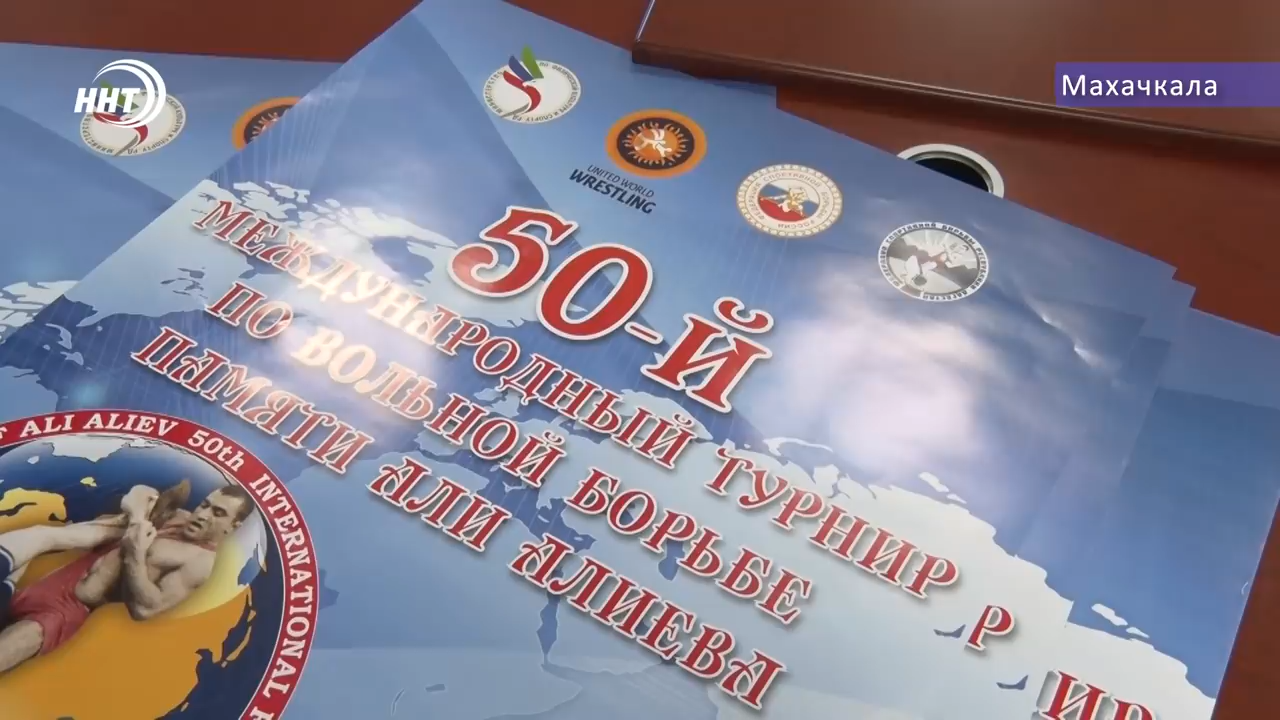 ННТ
Махачкала
UNITED WORLD
WRESTLING
50-Й
МЕЖДУНАРОДНЫЙ ТУРНИР
ПО ВОЛЬНОЙ БОРЬБЕ
ПАМЯТИ АЛИ АЛИЕВА
ALI ALIEV 50th INTERNATIONAL